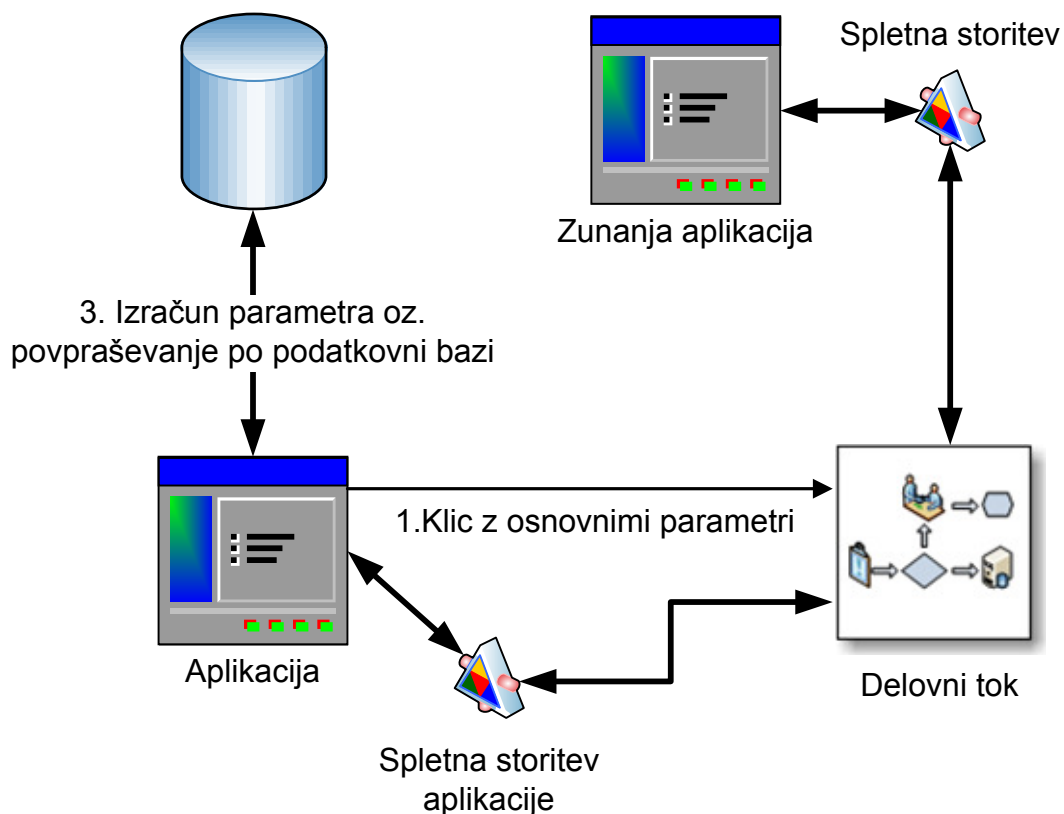 Spletna storitev
Zunanja aplikacija
3. Izračun parametra oz.
povpraševanje po podatkovni bazi
1.Klic z osnovnimi parametri
Aplikacija
Delovni tok
Spletna storitev
aplikacije